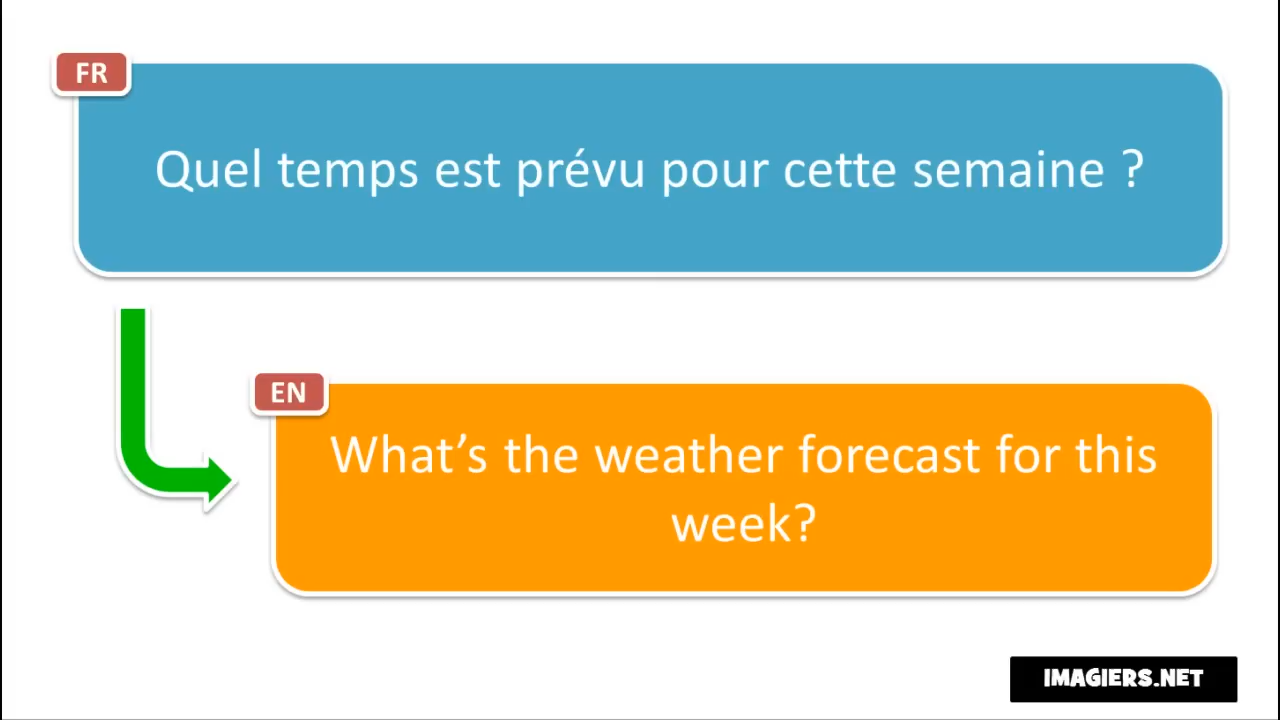 FR
Quel temps est prévu pour cette semaine ?
EN
What’s the weather forecast for this
week?
IMAGIERS.NET